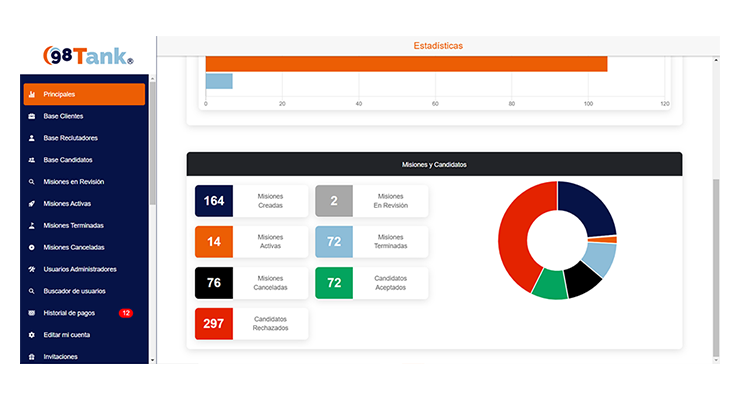 98Tank®
Estadísticas
Principales
Base Clientes
Base Reclutadores
Base Candidatos
Misiones en Revisión
Misiones Activas
Misiones Terminadas
Misiones Canceladas
Usuarios Administradores
Buscador de usuarios
Historial de pagos 12
Editar mi cuenta
Invitaciones
0 20 40 60 80 100 120
Misiones y Candidatos
164 Misiones
Creadas
2 Misiones
En Revisión
14 Misiones
Activas
72 Misiones
Terminadas
76 Misiones
Canceladas
72 Candidatos
Aceptados
297 Candidatos
Rechazados